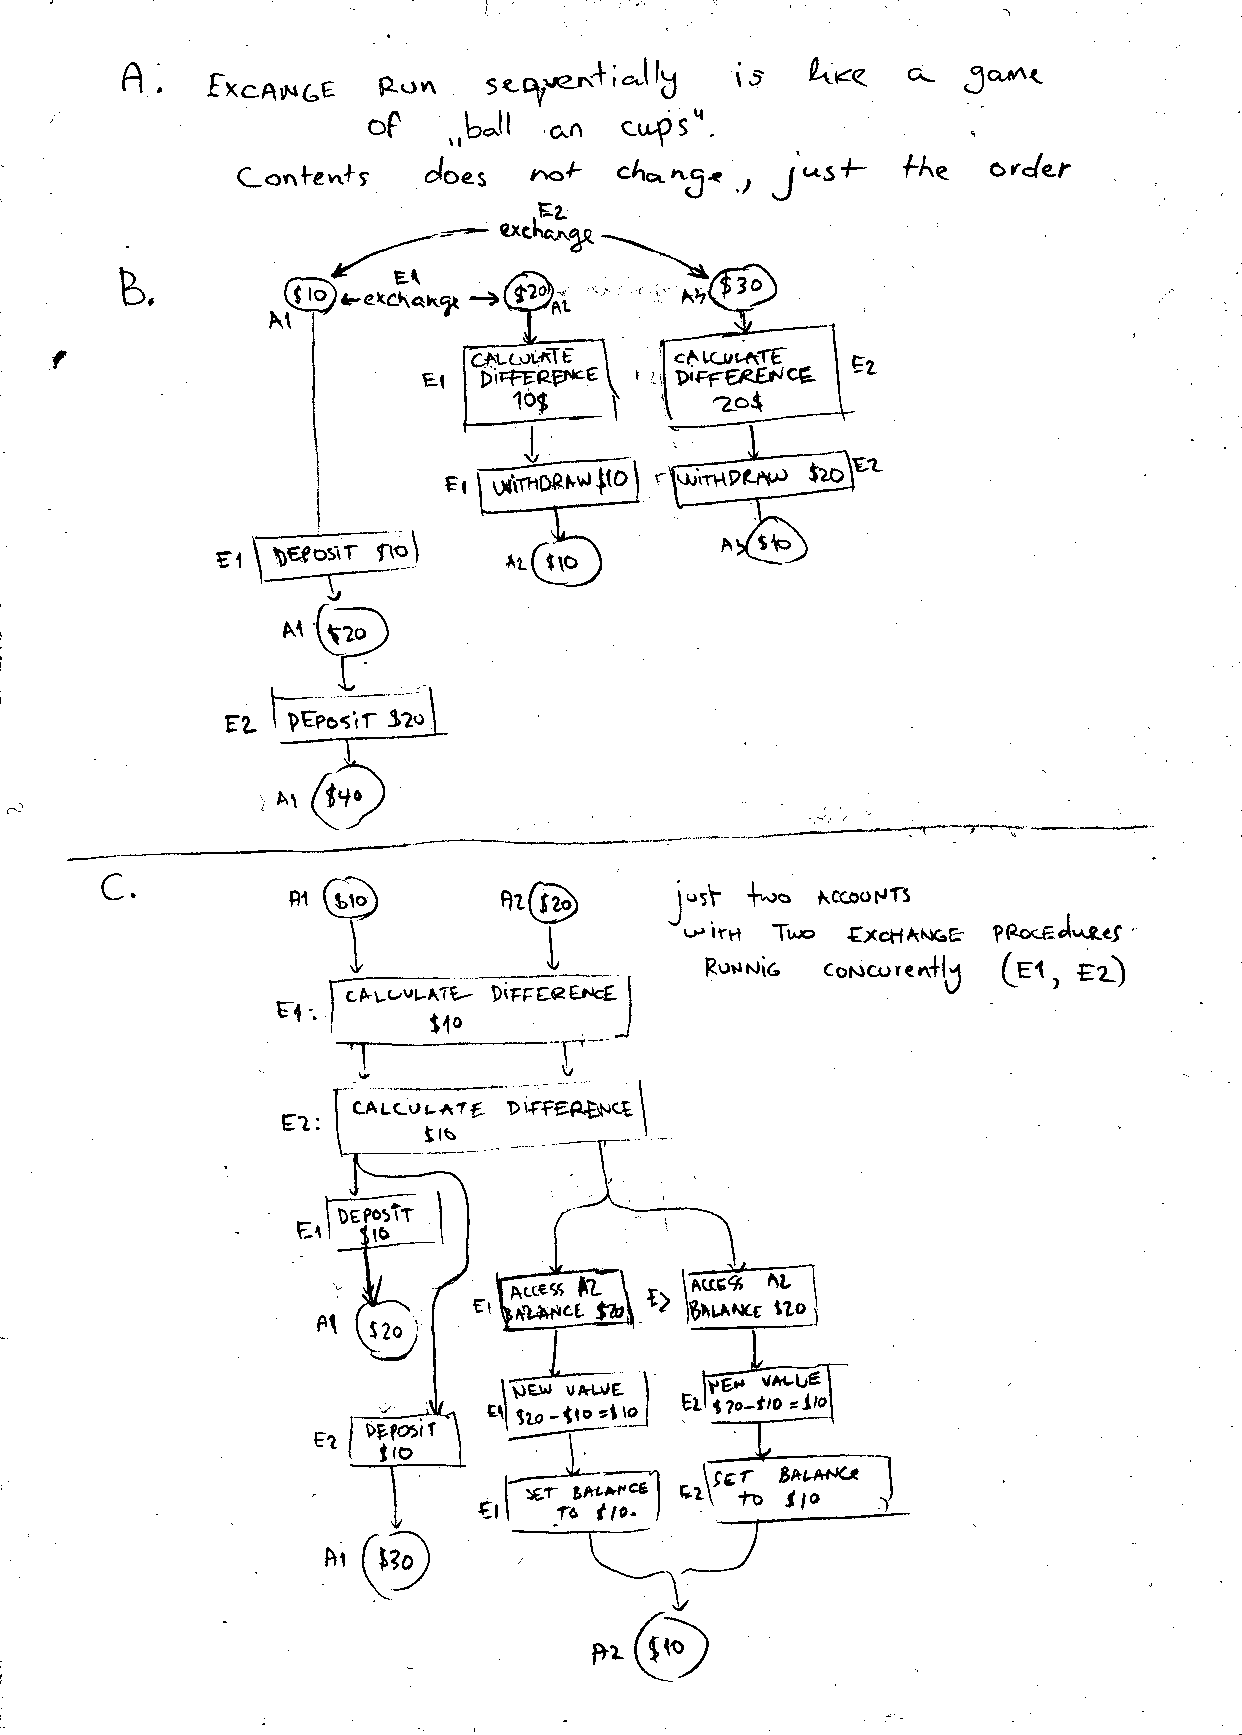 A. EXCANGE RUN sequentially is like a game
of „ball an cups".
Contents does not change, just the order
B.
E2
exchange
$10
A1
E1
exchange
$20
A2
A3
$30
E1
CALCULATE
DIFFERENCE
10$
CALCULATE
DIFFERENCE
20$
E2
E1
WITHDRAW $10
WITHDRAW $20
E2
A2
$10
A3
$10
E1
DEPOSIT $10
A1
$20
E2
DEPOSIT $20
A1
$40
C.
A1
$10
A2
$20
just two ACCOUNTS
WITH TWO EXCHANGE PROCEdURES
RUNNiG CONCURENtly (E1, E2)
E1:
CALCULATE DIFFERENCE
$10
E2:
CALCULATE DIFFERENCE
$10
E1
DEPOSIT
$10
A1
$20
E2
DEPOSIT
$10
A1
$30
E1
ACCESS A2
BALANCE $20
E2
ACCESS A2
BALANCE $20
E1
NEW VALUE
$20-$10=$10
E2
NEW VALUE
$20-$10=$10
E1
SET BALANCE
TO $10.
E2
SET BALANCE
to $10
A2
$10